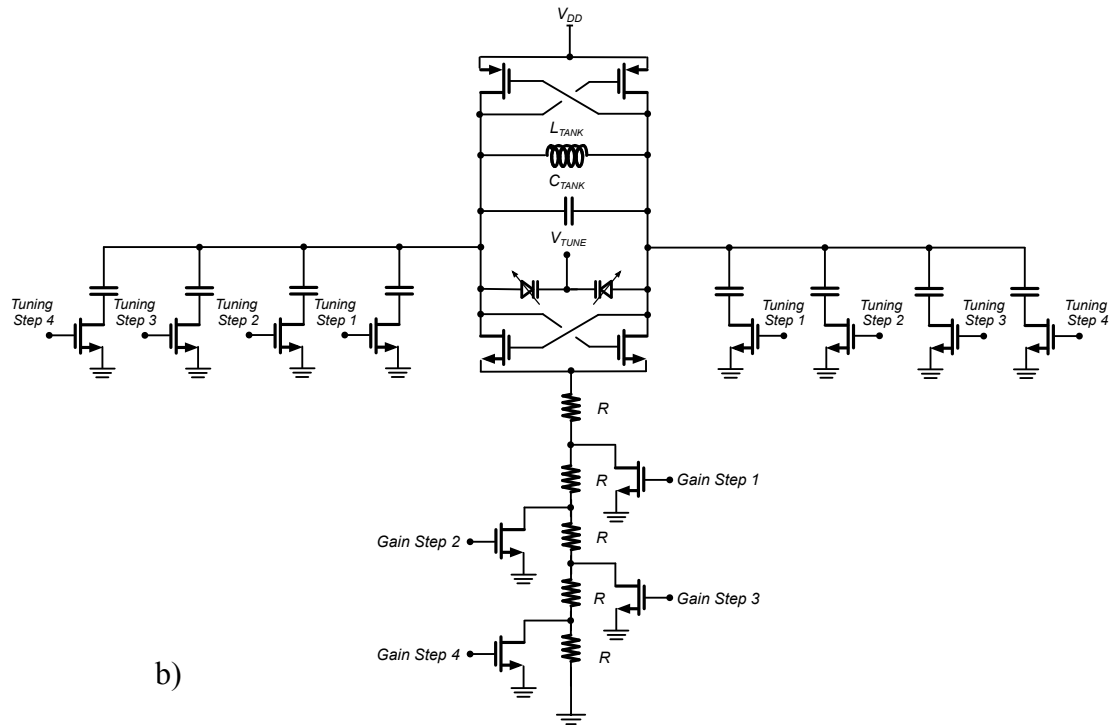 V_DD
L_TANK
C_TANK
V_TUNE
Tuning
Step 4
Tuning
Step 3
Tuning
Step 2
Tuning
Step 1
Tuning
Step 1
Tuning
Step 2
Tuning
Step 3
Tuning
Step 4
R
R
Gain Step 1
Gain Step 2
R
R
Gain Step 3
Gain Step 4
R
b)